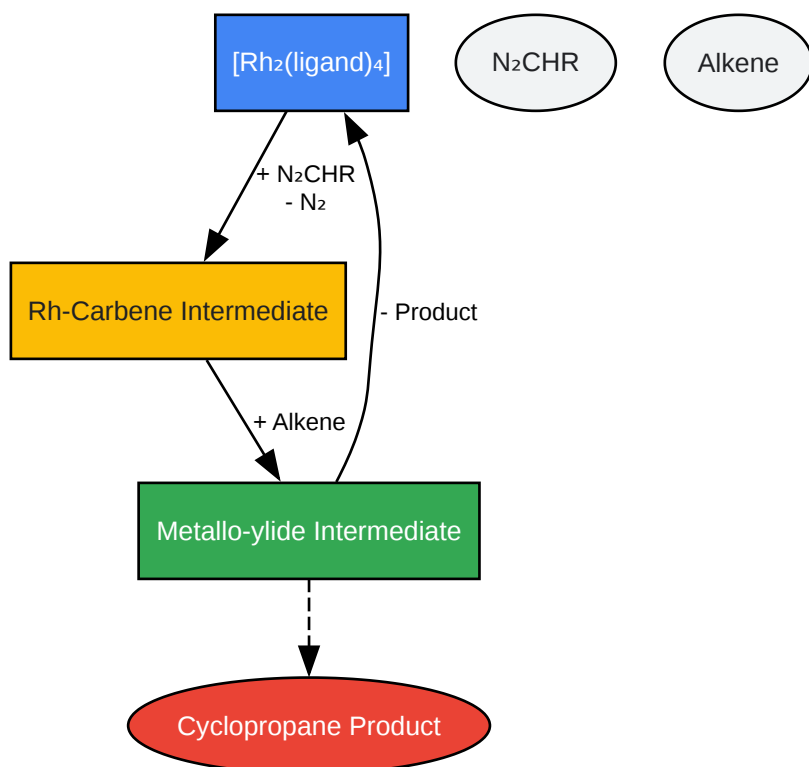 [Rh₂(ligand)₄]
N₂CHR
Alkene
+ N₂CHR
- N₂
Rh-Carbene Intermediate
- Product
+ Alkene
Metallo-ylide Intermediate
Cyclopropane Product